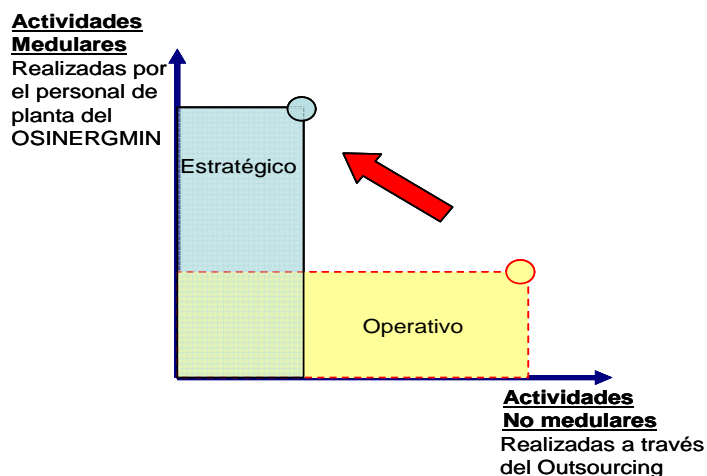 Actividades
Medulares
Realizadas por
el personal de
planta del
OSINERGMIN
Estratégico
Operativo
Actividades
No medulares
Realizadas a través
del Outsourcing